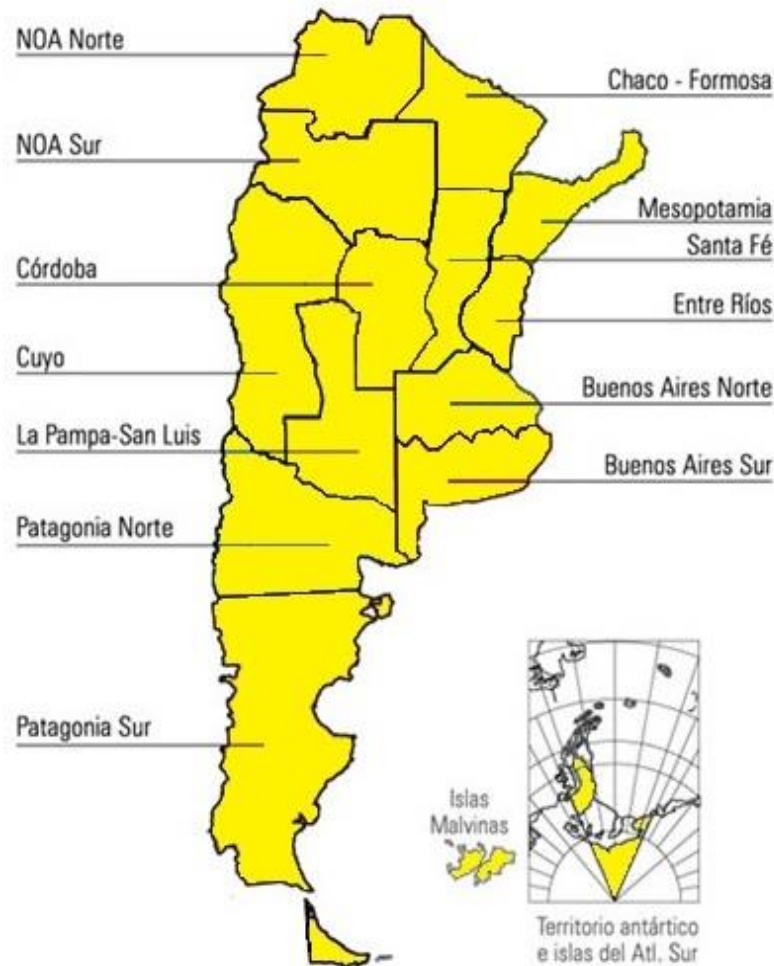 NOA Norte
NOA Sur
Córdoba
Cuyo
La Pampa-San Luis
Patagonia Norte
Patagonia Sur
Chaco - Formosa
Mesopotamia
Santa Fé
Entre Ríos
Buenos Aires Norte
Buenos Aires Sur
Islas
Malvinas
Territorio antártico
e islas del Atl. Sur